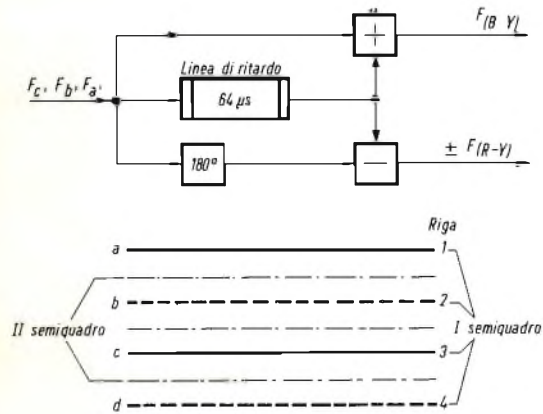 F(B Y)
+
Linea di ritardo
Fc, Fb, Fa,
64 µs
± F(R-Y)
180°
−
Riga
a 1
b 2
II semiquadro I semiquadro
c 3
d 4